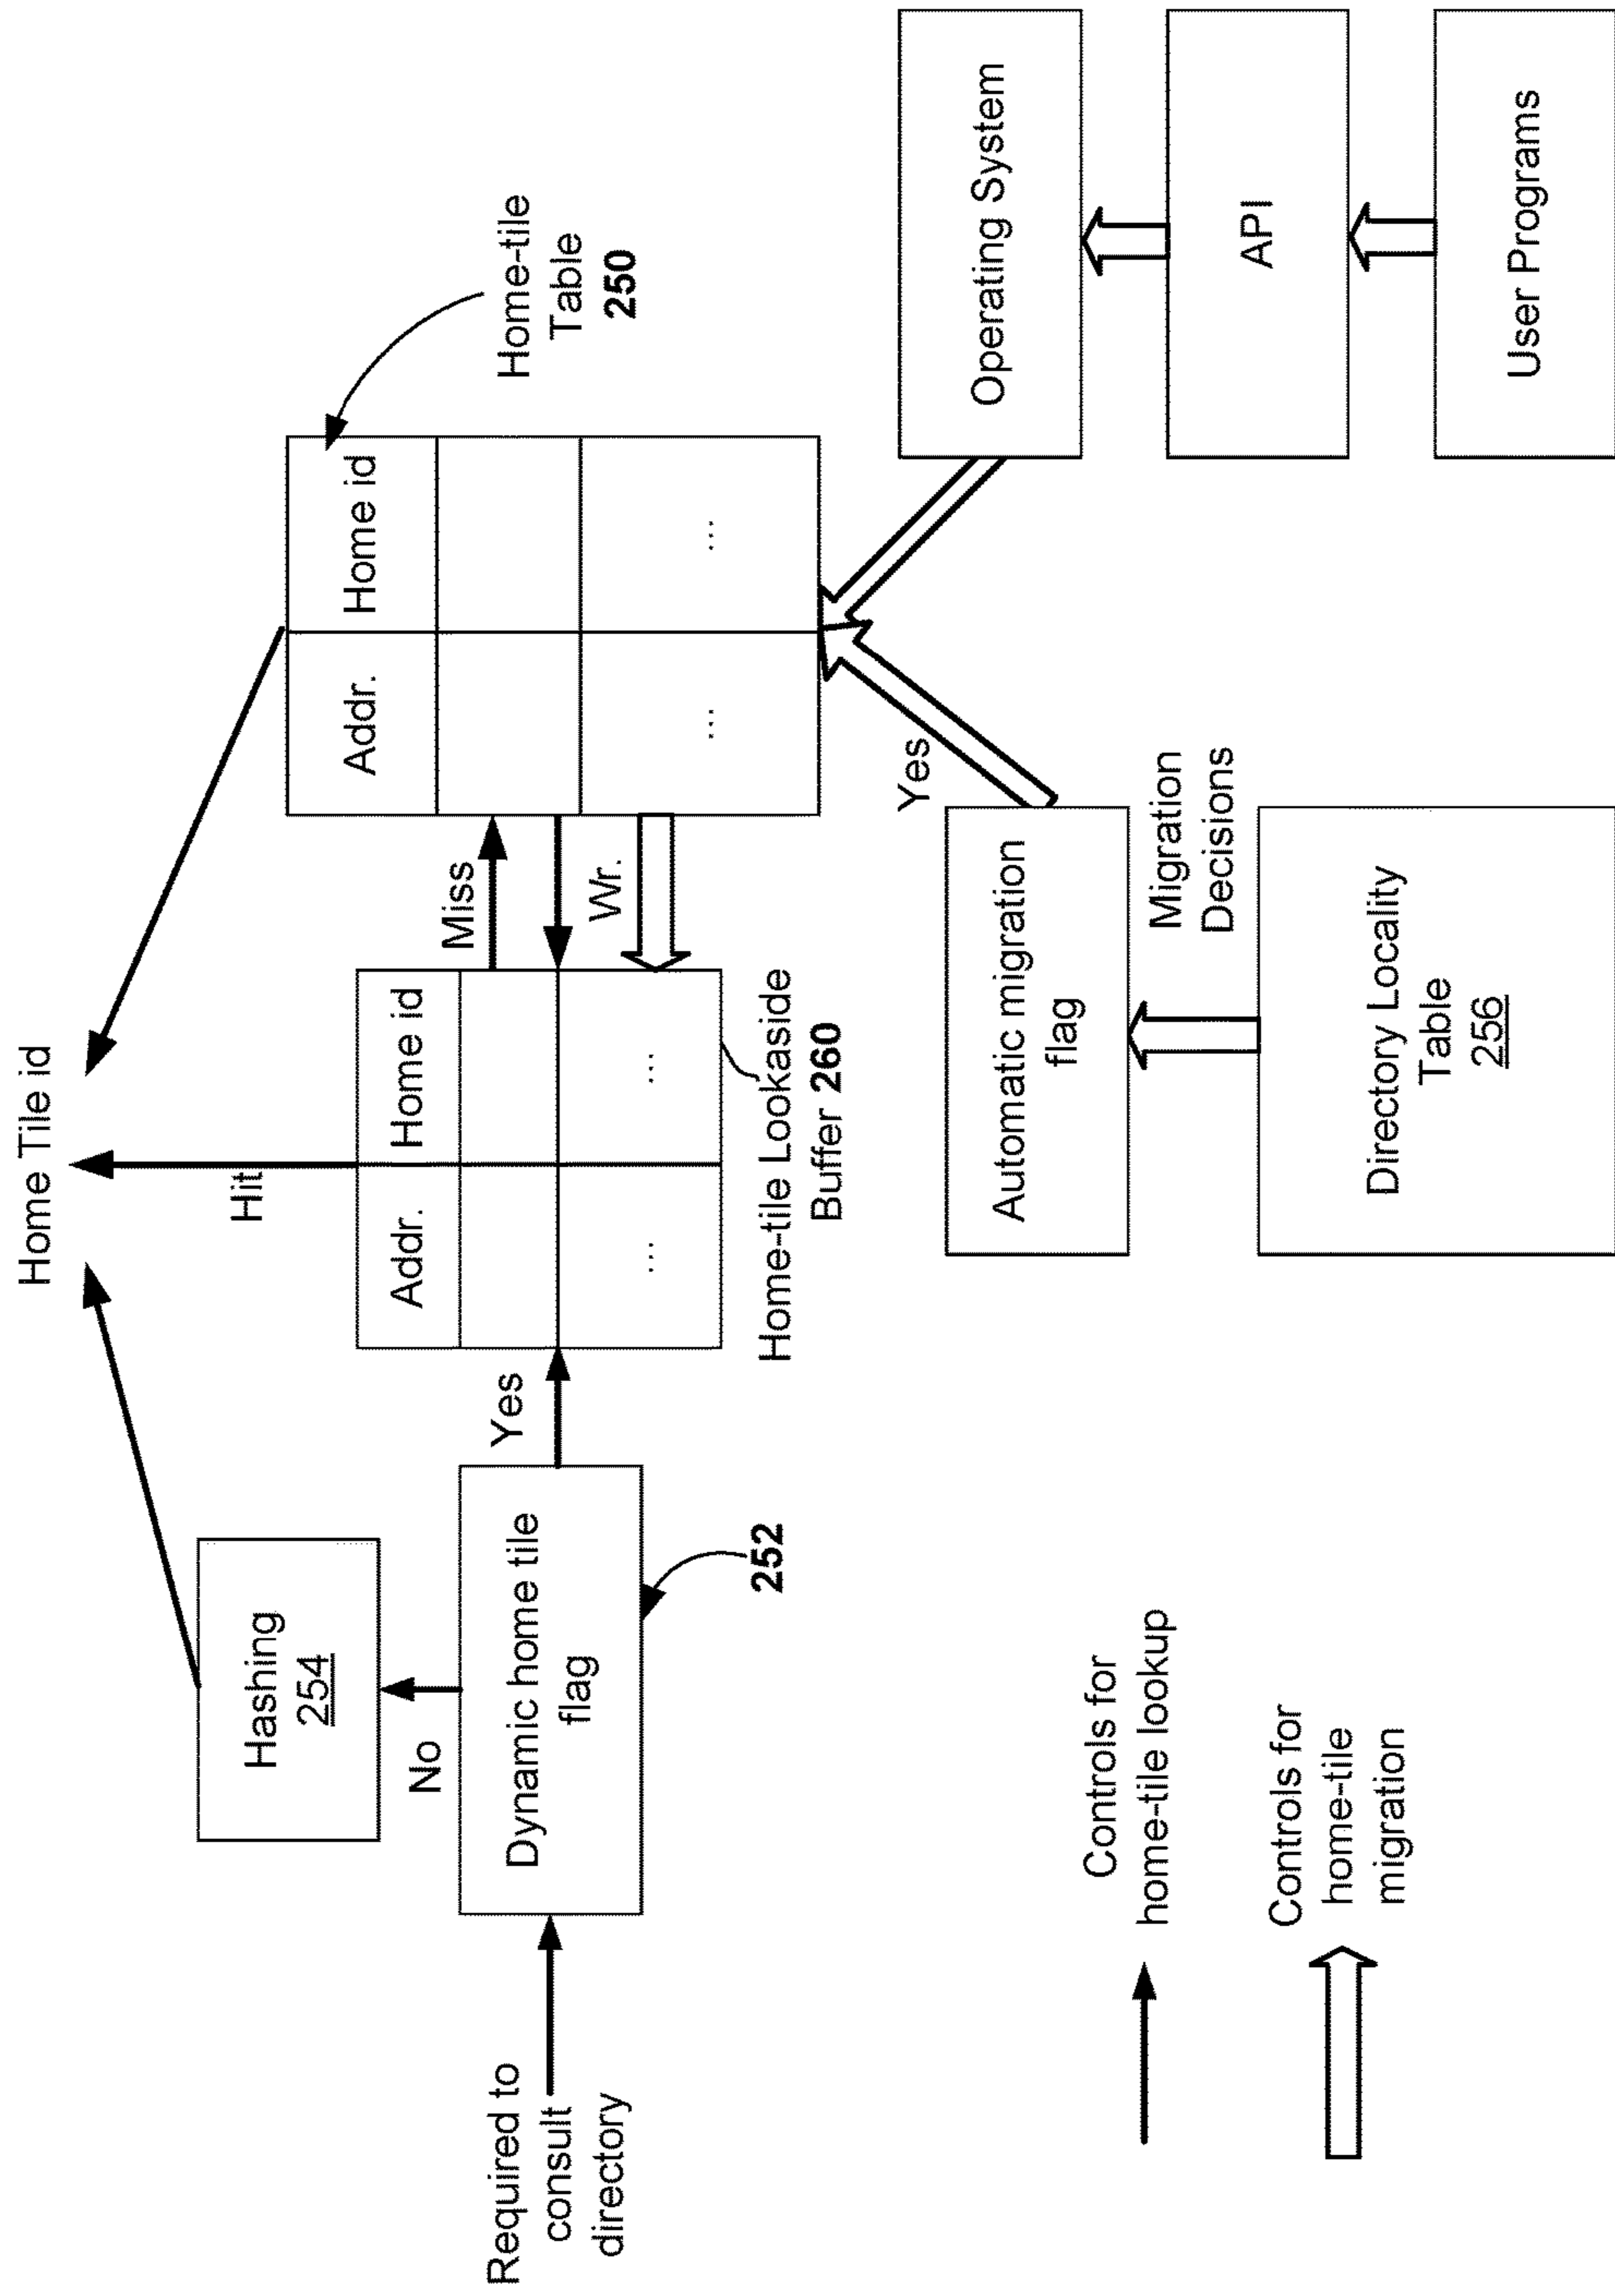 Home Tile id
Hashing
254
No
Dynamic home tile
flag
252
Required to
consult
directory
Yes
Hit
Addr.
Home id
...
...
Home-tile Lookaside
Buffer 260
Miss
Wr.
Addr.
Home id
...
...
Home-tile
Table
250
Yes
Automatic migration
flag
Migration
Decisions
Directory Locality
Table
256
Operating System
API
User Programs
Controls for
home-tile lookup
Controls for
home-tile
migration